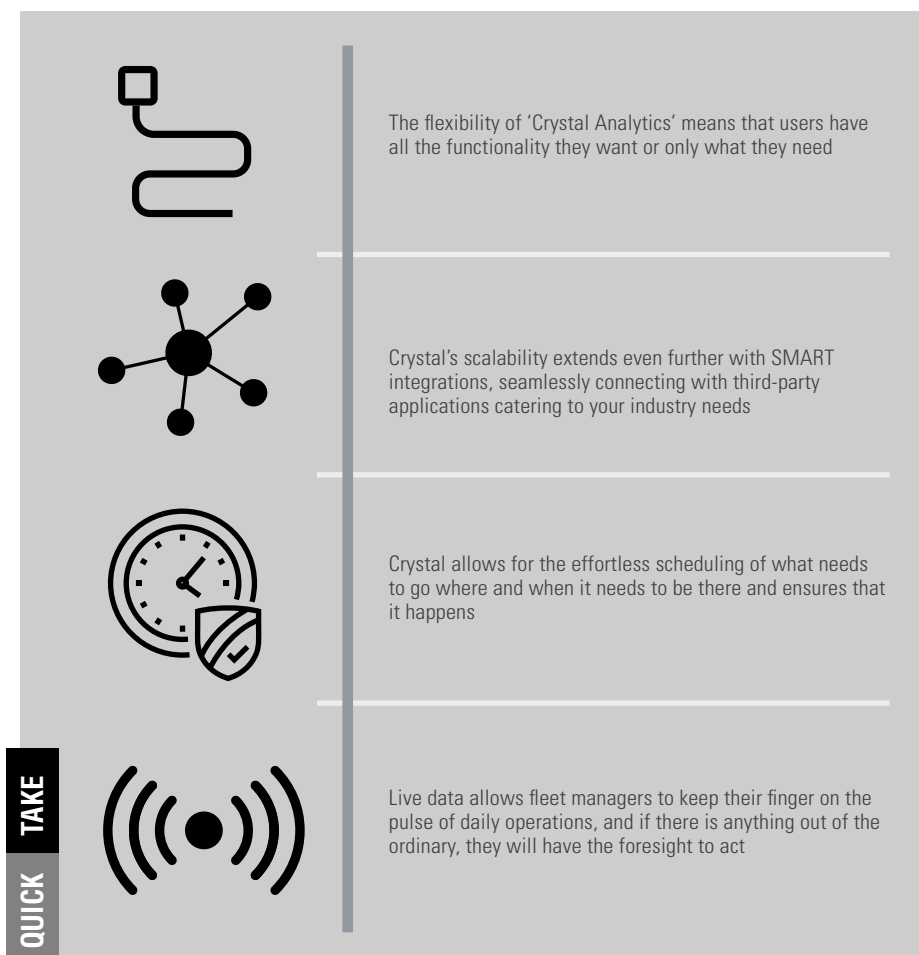 The flexibility of ‘Crystal Analytics’ means that users have
all the functionality they want or only what they need
Crystal’s scalability extends even further with SMART
integrations, seamlessly connecting with third-party
applications catering to your industry needs
Crystal allows for the effortless scheduling of what needs
to go where and when it needs to be there and ensures that
it happens
Live data allows fleet managers to keep their finger on the
pulse of daily operations, and if there is anything out of the
ordinary, they will have the foresight to act
QUICK TAKE